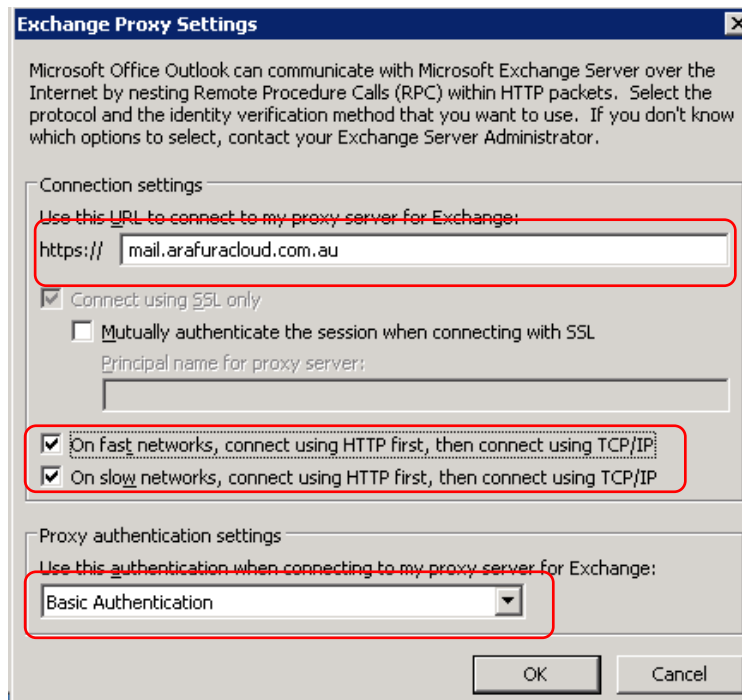 Exchange Proxy Settings
Microsoft Office Outlook can communicate with Microsoft Exchange Server over the
Internet by nesting Remote Procedure Calls (RPC) within HTTP packets. Select the
protocol and the identity verification method that you want to use. If you don't know
which options to select, contact your Exchange Server Administrator.
Connection settings
Use this URL to connect to my proxy server for Exchange:
https:// mail.arafuracloud.com.au
Connect using SSL only
Mutually authenticate the session when connecting with SSL
Principal name for proxy server:
On fast networks, connect using HTTP first, then connect using TCP/IP
On slow networks, connect using HTTP first, then connect using TCP/IP
Proxy authentication settings
Use this authentication when connecting to my proxy server for Exchange:
Basic Authentication
OK Cancel